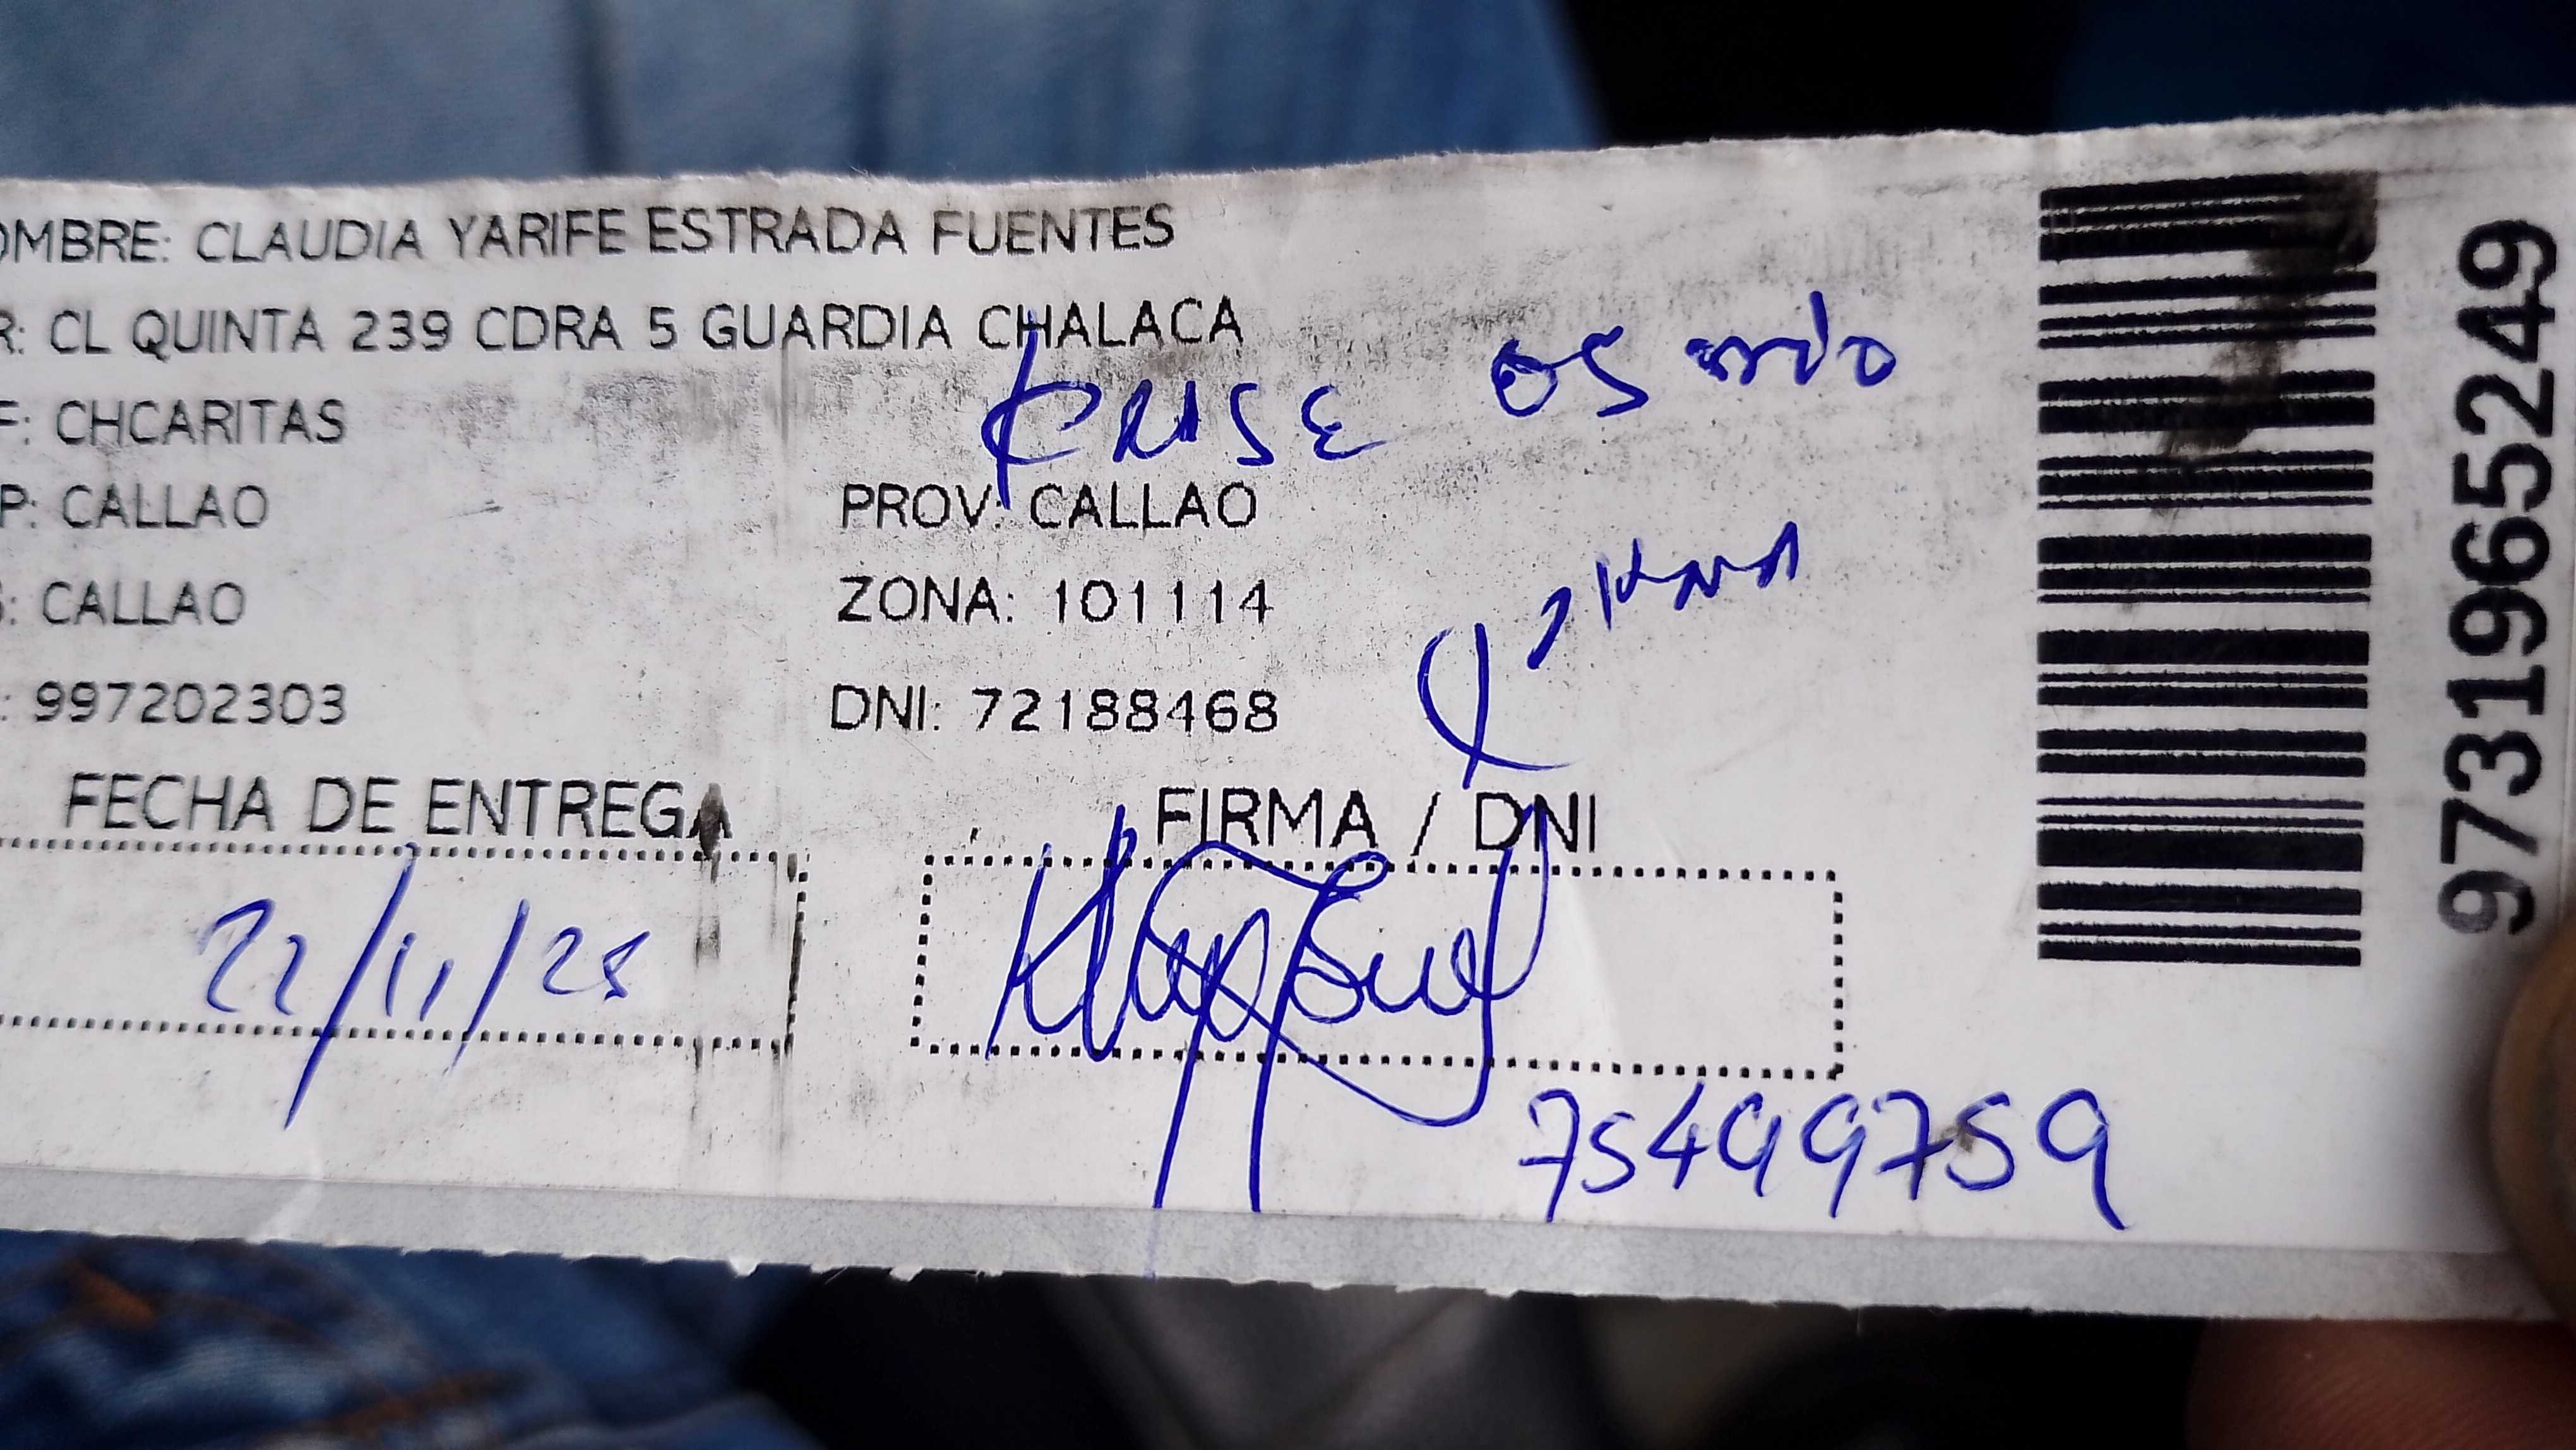 OMBRE: CLAUDIA YARIFE ESTRADA FUENTES
R: CL QUINTA 239 CDRA 5 GUARDIA CHALACA
F: CHCARITAS
P: CALLAO
PROV: CALLAO
: CALLAO
ZONA: 101114
: 997202303
DNI: 72188468
FECHA DE ENTREGA
FIRMA / DNI
22/11/25
75499759
9731965249